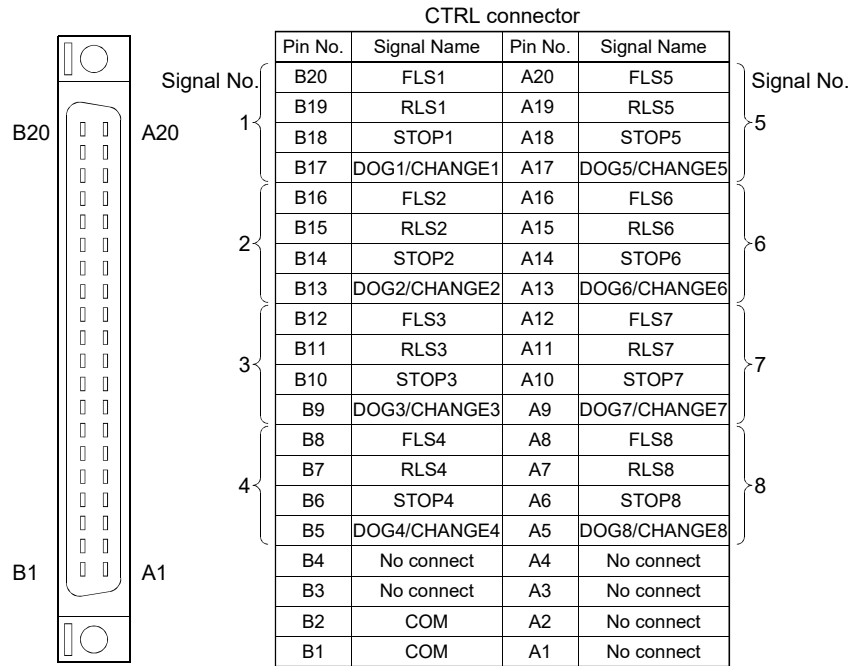 CTRL connector
Pin No. Signal Name Pin No. Signal Name
Signal No. B20 FLS1 A20 FLS5 Signal No.
B19 RLS1 A19 RLS5
1 5
B20 A20 B18 STOP1 A18 STOP5
B17 DOG1/CHANGE1 A17 DOG5/CHANGE5
B16 FLS2 A16 FLS6
B15 RLS2 A15 RLS6
2 6
B14 STOP2 A14 STOP6
B13 DOG2/CHANGE2 A13 DOG6/CHANGE6
B12 FLS3 A12 FLS7
B11 RLS3 A11 RLS7
3 7
B10 STOP3 A10 STOP7
B9 DOG3/CHANGE3 A9 DOG7/CHANGE7
B8 FLS4 A8 FLS8
B7 RLS4 A7 RLS8
4 8
B6 STOP4 A6 STOP8
B5 DOG4/CHANGE4 A5 DOG8/CHANGE8
B4 No connect A4 No connect
B1 A1 B3 No connect A3 No connect
B2 COM A2 No connect
B1 COM A1 No connect